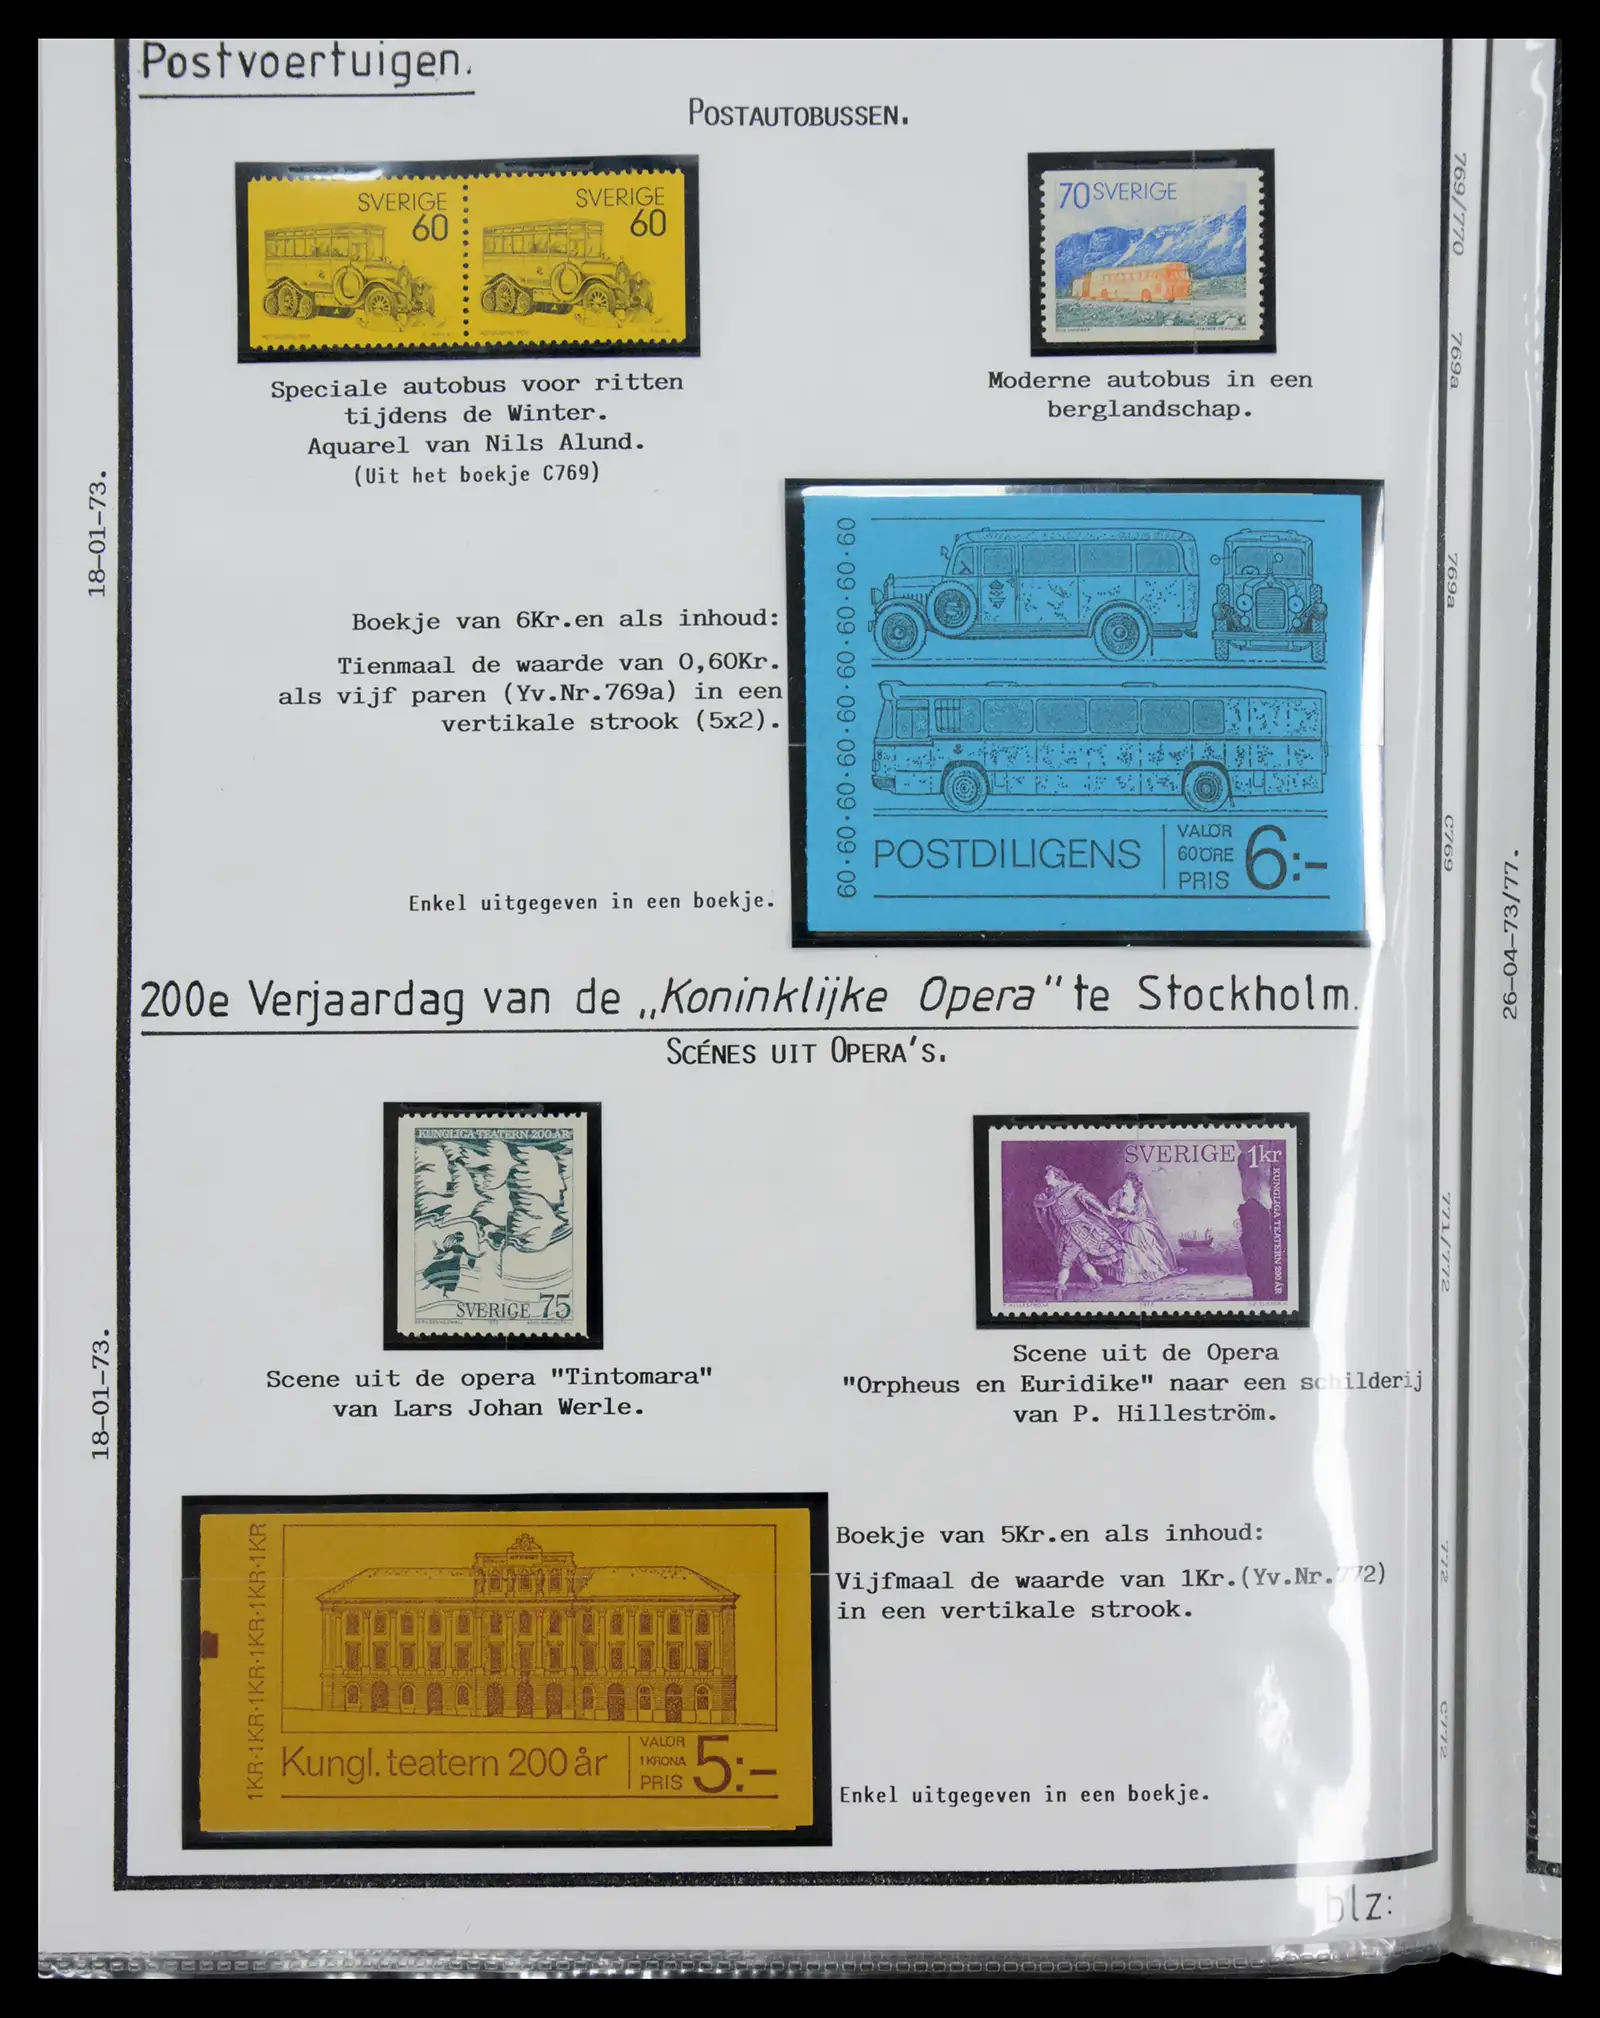 Postvoertuigen.
POSTAUTOBUSSEN.
SVERIGE
60
SVERIGE
60
70 SVERIGE
Speciale autobus voor ritten
tijdens de Winter.
Aquarel van Nils Alund.
(Uit het boekje C769)
Moderne autobus in een
berglandschap.
18-01-73.
769/770
769a
769a
C769
Boekje van 6Kr.en als inhoud:
Tienmaal de waarde van 0,60Kr.
als vijf paren (Yv.Nr.769a) in een
vertikale strook (5x2).
Enkel uitgegeven in een boekje.
60·60·60·60·60·60·60·60·60
POSTDILIGENS
VALÖR
60 ÖRE
PRIS
6:-
26-04-73/77.
200e Verjaardag van de „Koninklijke Opera" te Stockholm.
SCÉNES UIT OPERA'S.
KUNGLIGA TEATERN 200 ÅR
SVERIGE 75
SVERIGE 1kr
KUNGLIGA TEATERN 200 ÅR
P. HILLESTRÖM
1973
Scene uit de opera "Tintomara"
van Lars Johan Werle.
Scene uit de Opera
"Orpheus en Euridike" naar een schilderij
van P. Hilleström.
18-01-73.
771/772
772
C772
1KR·1KR·1KR·1KR·1KR·1KR·1KR
Kungl. teatern 200 år
VALÖR
1 KRONA
PRIS
5:-
Boekje van 5Kr.en als inhoud:
Vijfmaal de waarde van 1Kr.(Yv.Nr.772)
in een vertikale strook.
Enkel uitgegeven in een boekje.
blz: